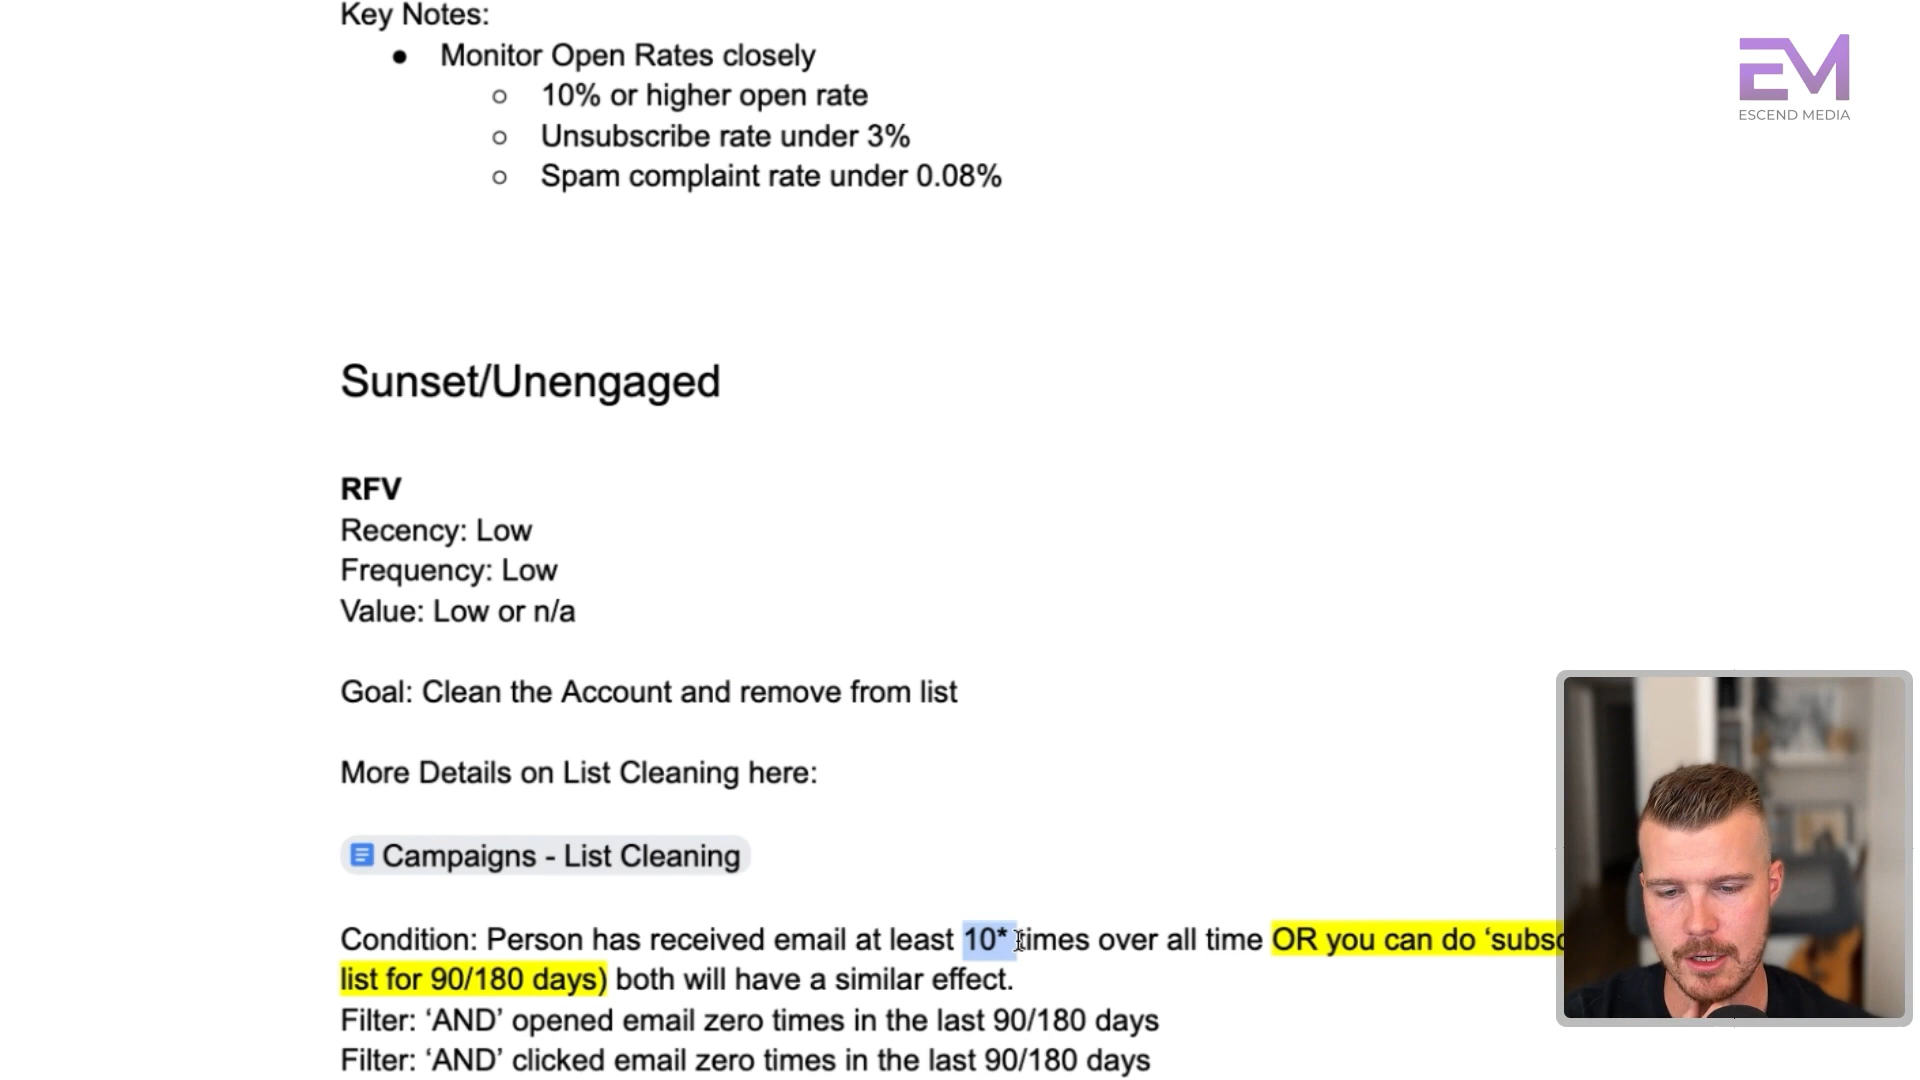 Key Notes:
● Monitor Open Rates closely
○ 10% or higher open rate
○ Unsubscribe rate under 3%
○ Spam complaint rate under 0.08%
EM
ESCEND MEDIA
Sunset/Unengaged
RFV
Recency: Low
Frequency: Low
Value: Low or n/a
Goal: Clean the Account and remove from list
More Details on List Cleaning here:
Campaigns - List Cleaning
Condition: Person has received email at least 10* times over all time OR you can do ‘subsc
list for 90/180 days) both will have a similar effect.
Filter: ‘AND’ opened email zero times in the last 90/180 days
Filter: ‘AND’ clicked email zero times in the last 90/180 days